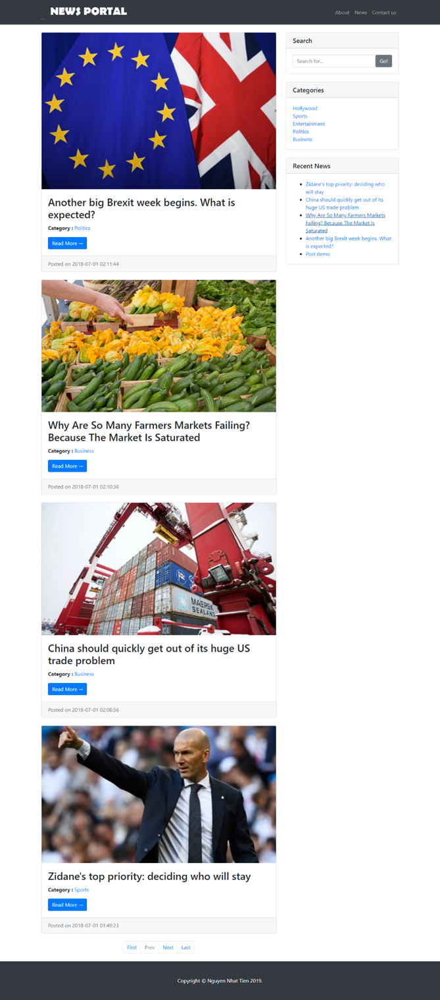 NEWS PORTAL
About News Contact us
Another big Brexit week begins. What is
expected?
Category : Politics
Read More →
Posted on 2018-07-01 02:11:44
Why Are So Many Farmers Markets Failing?
Because The Market Is Saturated
Category : Business
Read More →
Posted on 2018-07-01 02:10:36
MAERSK
SEALAND
China should quickly get out of its huge US
trade problem
Category : Business
Read More →
Posted on 2018-07-01 02:08:56
Zidane's top priority: deciding who will stay
Category : Sports
Read More →
Posted on 2018-07-01 01:49:23
First Prev Next Last
Search
Search for... Go!
Categories
Hollywood
Sports
Entertainment
Politics
Business
Recent News
Zidane's top priority: deciding who
will stay
China should quickly get out of its
huge US trade problem
Why Are So Many Farmers Markets
Failing? Because The Market Is
Saturated
Another big Brexit week begins. What
is expected?
Post demo
Copyright © Nguyen Nhat Tien 2019.